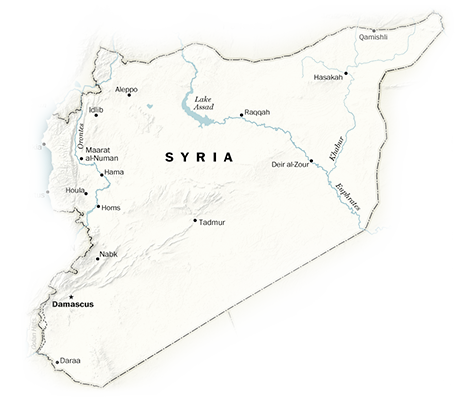 Qamishli
Hasakah
Aleppo
Lake
Assad
Idlib
Raqqah
Orontes
Khabur
Maarat
al-Numan
SYRIA
Deir al-Zour
Hama
Houla
Euphrates
Homs
Tadmur
Nabk
Damascus
Daraa